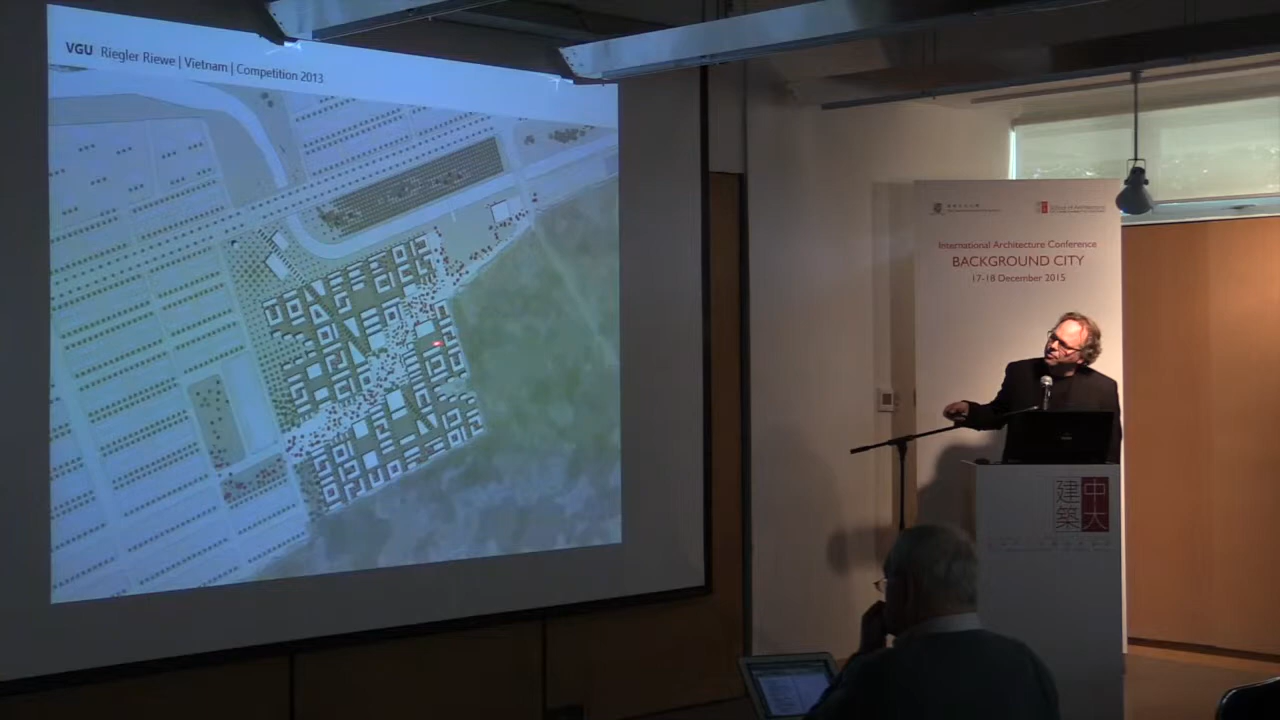 VGU Riegler Riewe | Vietnam | Competition 2013
International Architecture Conference
BACKGROUND CITY
17-18 December 2015
建築
中大